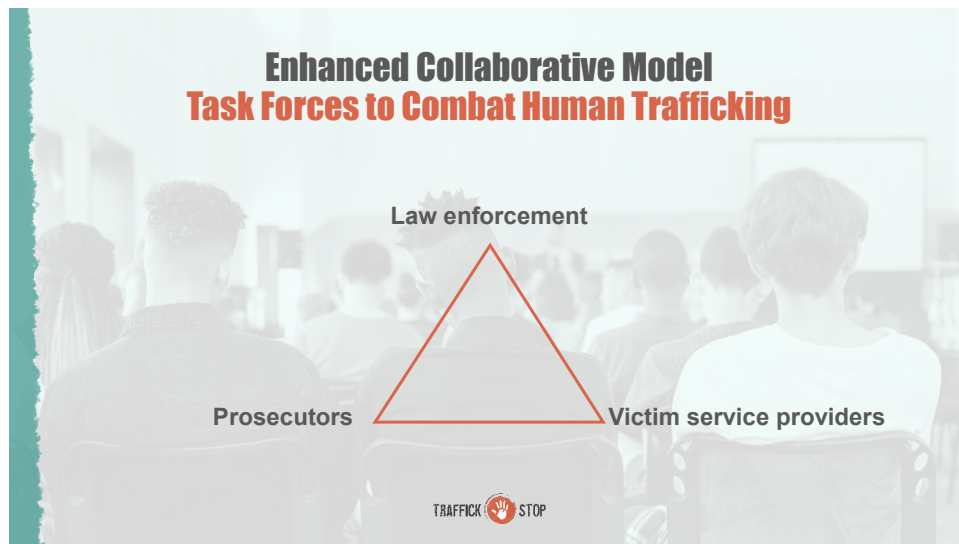 Enhanced Collaborative Model
Task Forces to Combat Human Trafficking
Law enforcement
Prosecutors
Victim service providers
TRAFFICK STOP